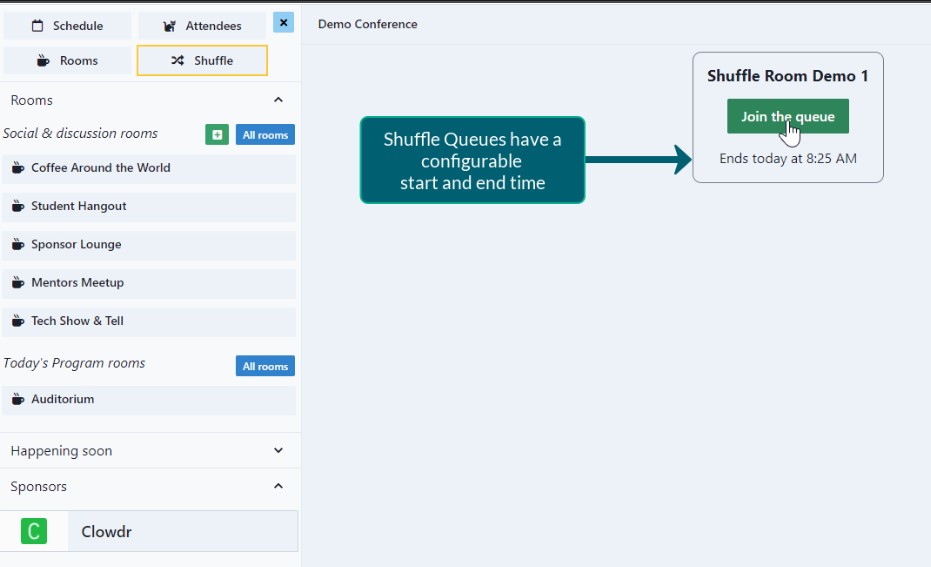 Schedule
Attendees
Rooms
Shuffle
Rooms
Social & discussion rooms
All rooms
Coffee Around the World
Student Hangout
Sponsor Lounge
Mentors Meetup
Tech Show & Tell
Today's Program rooms
All rooms
Auditorium
Happening soon
Sponsors
C
Clowdr
Demo Conference
Shuffle Queues have a
configurable
start and end time
Shuffle Room Demo 1
Join the queue
Ends today at 8:25 AM